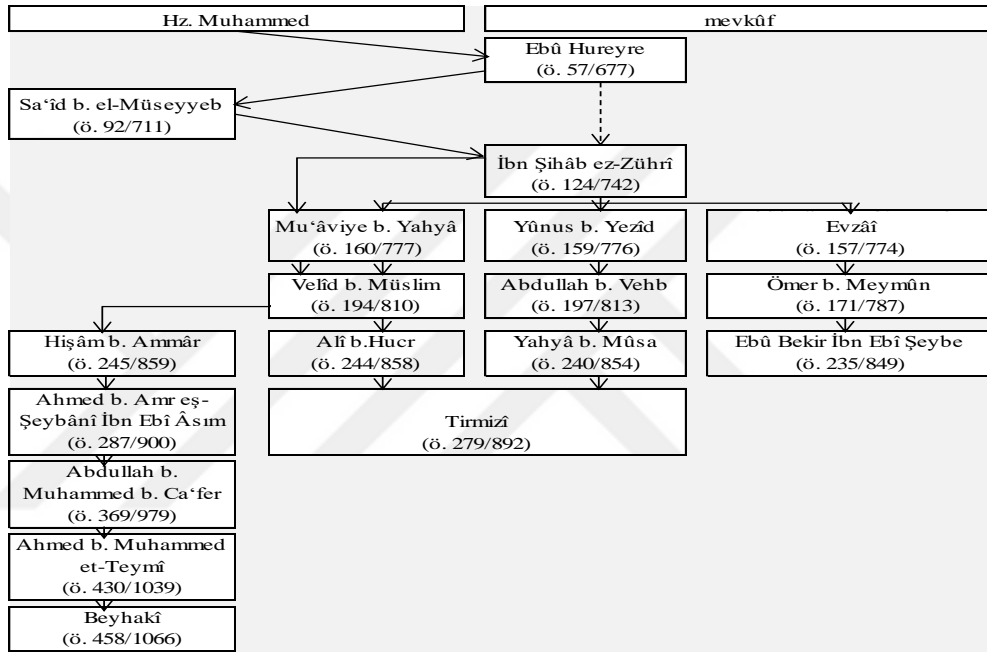 Hz. Muhammed
mevkûf
Ebû Hureyre
(ö. 57/677)
Sa‘îd b. el-Müseyyeb
(ö. 92/711)
İbn Şihâb ez-Zührî
(ö. 124/742)
Mu‘âviye b. Yahyâ
(ö. 160/777)
Yûnus b. Yezîd
(ö. 159/776)
Evzâî
(ö. 157/774)
Velîd b. Müslim
(ö. 194/810)
Abdullah b. Vehb
(ö. 197/813)
Ömer b. Meymûn
(ö. 171/787)
Hişâm b. Ammâr
(ö. 245/859)
Alî b.Hucr
(ö. 244/858)
Yahyâ b. Mûsa
(ö. 240/854)
Ebû Bekir İbn Ebî Şeybe
(ö. 235/849)
Ahmed b. Amr eş-
Şeybânî İbn Ebî Âsım
(ö. 287/900)
Tirmizî
(ö. 279/892)
Abdullah b.
Muhammed b. Ca‘fer
(ö. 369/979)
Ahmed b. Muhammed
et-Teymî
(ö. 430/1039)
Beyhakî
(ö. 458/1066)